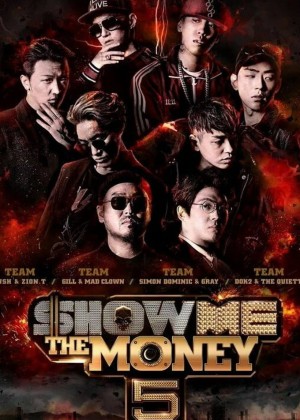 TEAM TEAM TEAM TEAM
USH & ZION.T GILL & MAD CLOWN SIMON DOMINIC & GRAY DOK2 & THE QUIETT
SHOW ME
THE MONEY
5